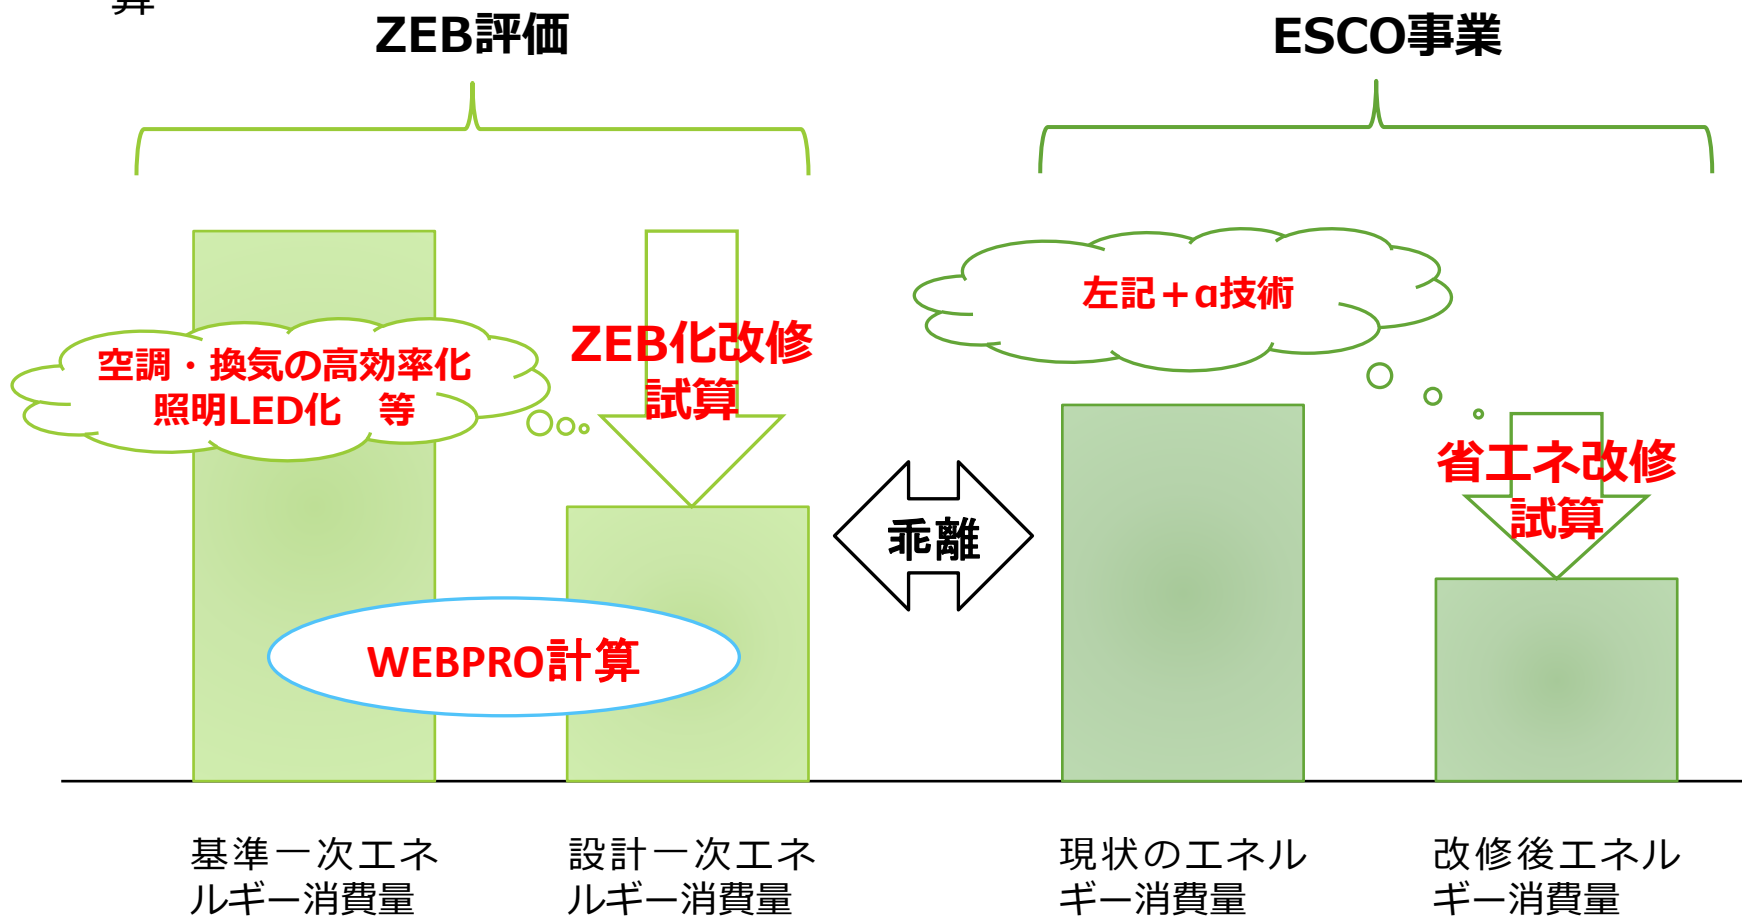 算
ZEB評価
ESCO事業
空調・換気の高効率化
照明LED化　等
ZEB化改修
試算
左記＋α技術
省エネ改修
試算
乖離
WEBPRO計算
基準一次エネ
ルギー消費量
設計一次エネ
ルギー消費量
現状のエネル
ギー消費量
改修後エネル
ギー消費量